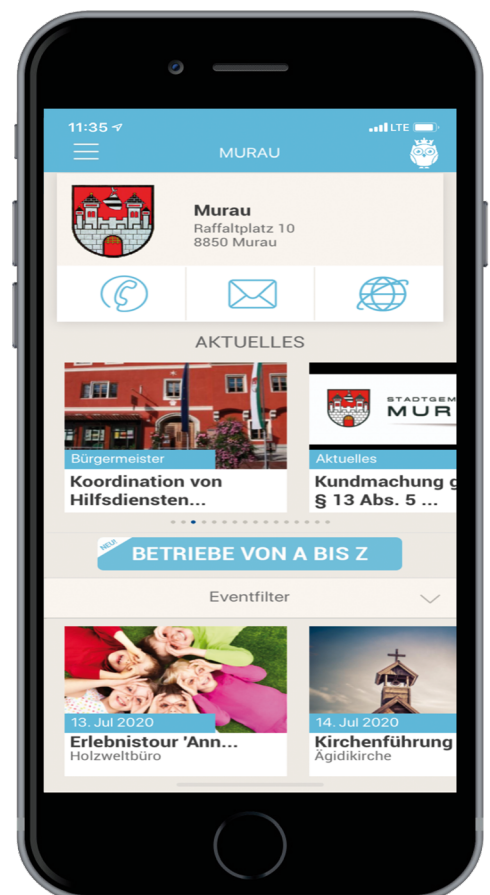 11:35
LTE
MURAU
Murau
Raffaltplatz 10
8850 Murau
AKTUELLES
Bürgermeister
Koordination von
Hilfsdiensten...
STADTGEM
MUR
Aktuelles
Kundmachung g
§ 13 Abs. 5 ...
NEU!
BETRIEBE VON A BIS Z
Eventfilter
13. Jul 2020
Erlebnistour 'Ann...
Holzweltbüro
14. Jul 2020
Kirchenführung
Ägidikirche